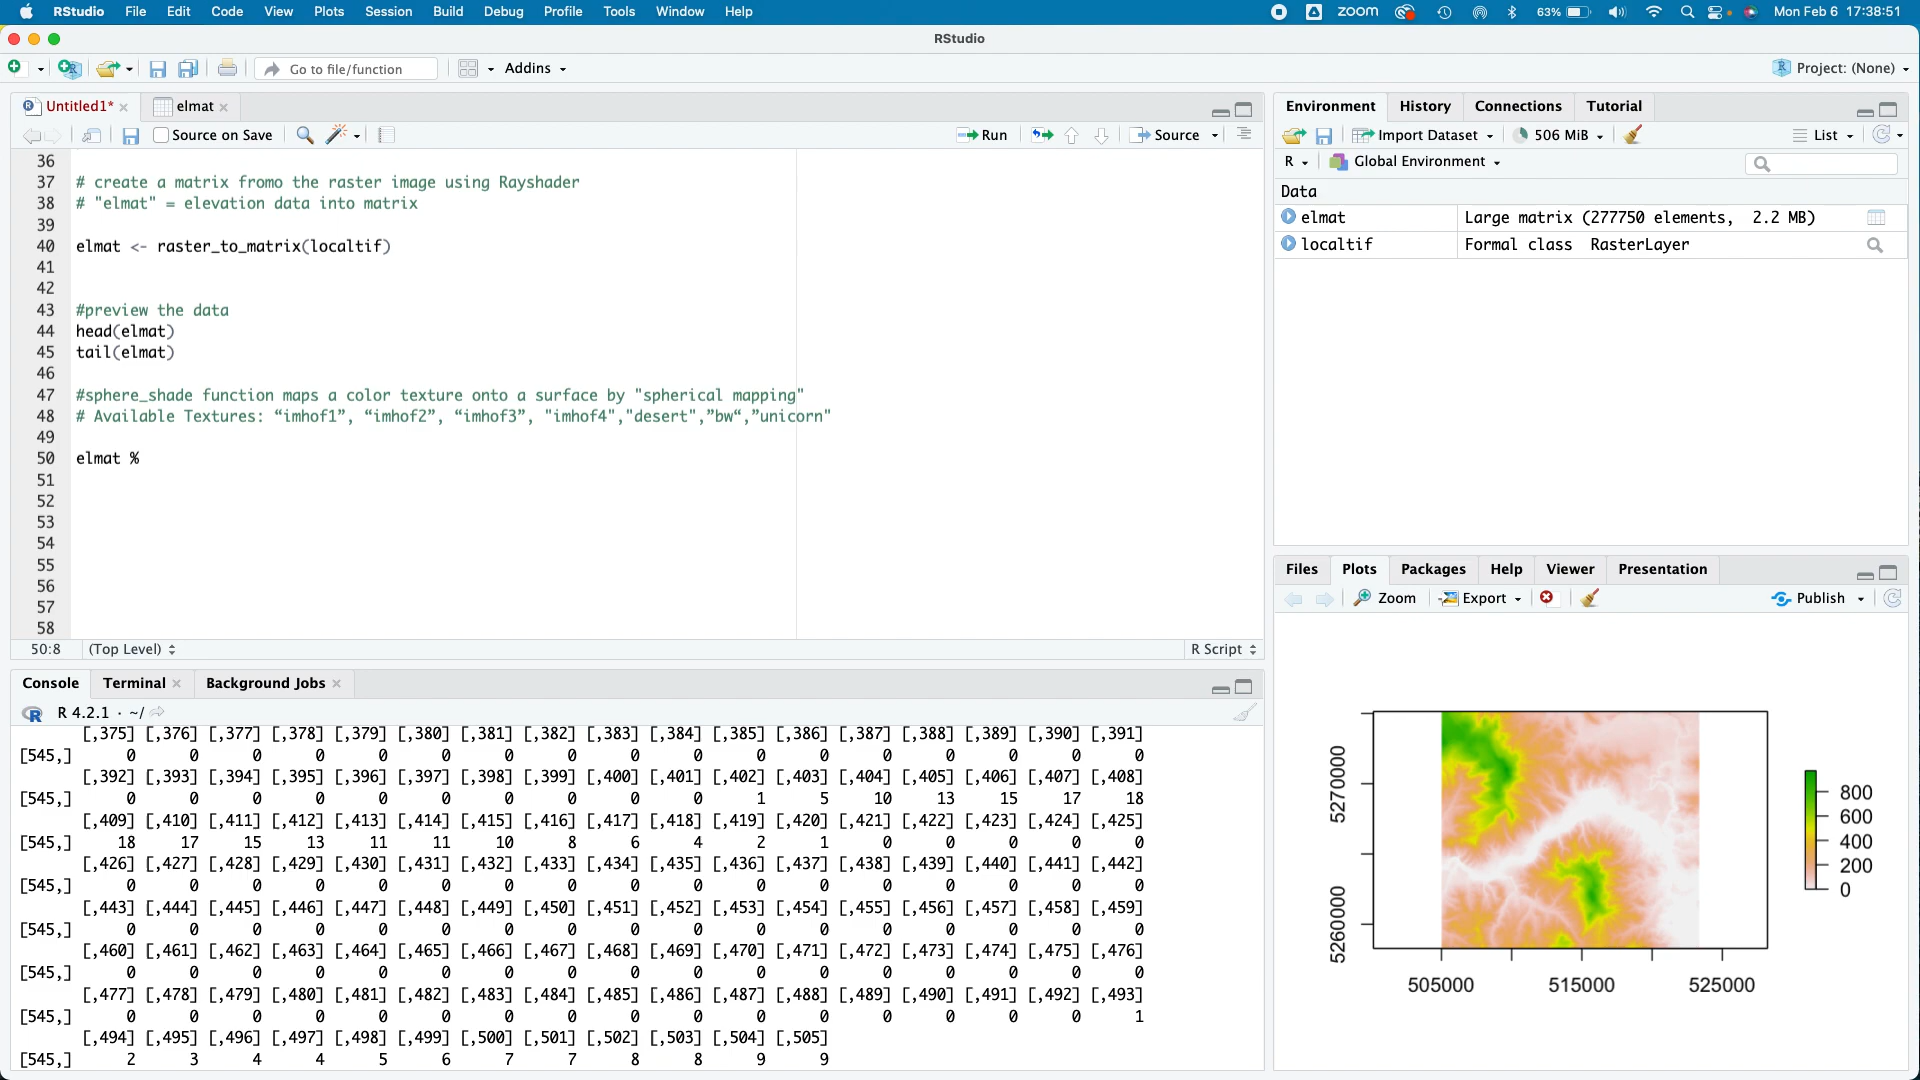 RStudio File Edit Code View Plots Session Build Debug Profile Tools Window Help zoom 63% Mon Feb 6 17:38:51
RStudio
Go to file/function Addins Project: (None)
Untitled1* elmat
Source on Save Run Source
36
37 # create a matrix fromo the raster image using Rayshader
38 # "elmat" = elevation data into matrix
39
40 elmat <- raster_to_matrix(localtif)
41
42
43 #preview the data
44 head(elmat)
45 tail(elmat)
46
47 #sphere_shade function maps a color texture onto a surface by "spherical mapping"
48 # Available Textures: “imhof1”, “imhof2”, “imhof3”, "imhof4","desert",”bw“,”unicorn"
49
50 elmat %
51
52
53
54
55
56
57
58
50:8 (Top Level) R Script
Console Terminal Background Jobs
R 4.2.1 · ~/
[,375] [,376] [,377] [,378] [,379] [,380] [,381] [,382] [,383] [,384] [,385] [,386] [,387] [,388] [,389] [,390] [,391]
[545,] 0 0 0 0 0 0 0 0 0 0 0 0 0 0 0 0 0
[,392] [,393] [,394] [,395] [,396] [,397] [,398] [,399] [,400] [,401] [,402] [,403] [,404] [,405] [,406] [,407] [,408]
[545,] 0 0 0 0 0 0 0 0 0 0 1 5 10 13 15 17 18
[,409] [,410] [,411] [,412] [,413] [,414] [,415] [,416] [,417] [,418] [,419] [,420] [,421] [,422] [,423] [,424] [,425]
[545,] 18 17 15 13 11 11 10 8 6 4 2 1 0 0 0 0 0
[,426] [,427] [,428] [,429] [,430] [,431] [,432] [,433] [,434] [,435] [,436] [,437] [,438] [,439] [,440] [,441] [,442]
[545,] 0 0 0 0 0 0 0 0 0 0 0 0 0 0 0 0 0
[,443] [,444] [,445] [,446] [,447] [,448] [,449] [,450] [,451] [,452] [,453] [,454] [,455] [,456] [,457] [,458] [,459]
[545,] 0 0 0 0 0 0 0 0 0 0 0 0 0 0 0 0 0
[,460] [,461] [,462] [,463] [,464] [,465] [,466] [,467] [,468] [,469] [,470] [,471] [,472] [,473] [,474] [,475] [,476]
[545,] 0 0 0 0 0 0 0 0 0 0 0 0 0 0 0 0 0
[,477] [,478] [,479] [,480] [,481] [,482] [,483] [,484] [,485] [,486] [,487] [,488] [,489] [,490] [,491] [,492] [,493]
[545,] 0 0 0 0 0 0 0 0 0 0 0 0 0 0 0 0 1
[,494] [,495] [,496] [,497] [,498] [,499] [,500] [,501] [,502] [,503] [,504] [,505]
[545,] 2 3 4 4 5 6 7 7 8 8 9 9
Environment History Connections Tutorial
Import Dataset 506 MiB List
R Global Environment
Data
elmat Large matrix (277750 elements, 2.2 MB)
localtif Formal class RasterLayer
Files Plots Packages Help Viewer Presentation
Zoom Export Publish
5270000
5260000
800
600
400
200
0
505000 515000 525000